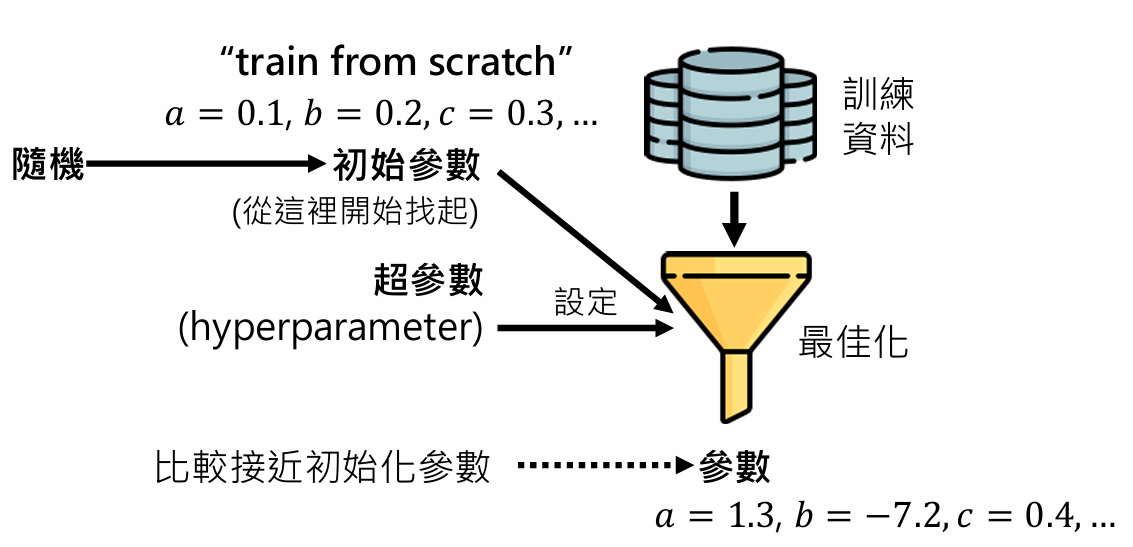 “train from scratch”
a = 0.1, b = 0.2, c = 0.3, …
隨機
初始參數
(從這裡開始找起)
訓練
資料
超參數
(hyperparameter)
設定
最佳化
比較接近初始化參數
參數
a = 1.3, b = −7.2, c = 0.4, …